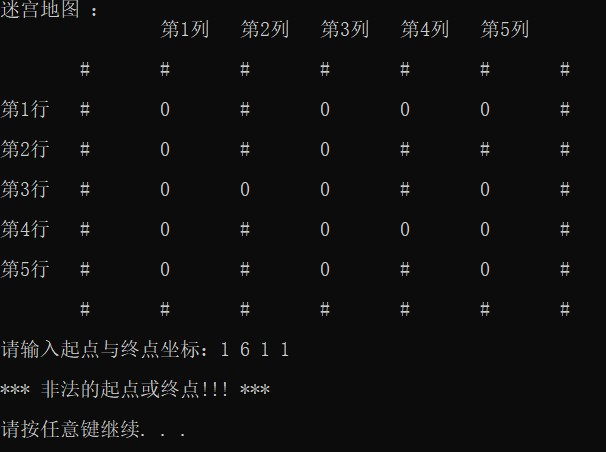 迷宫地图 ：
第1列 第2列 第3列 第4列 第5列
# # # # # # #
第1行 # 0 # 0 0 0 #
第2行 # 0 # 0 # # #
第3行 # 0 0 0 # 0 #
第4行 # 0 # 0 0 0 #
第5行 # 0 # 0 # 0 #
# # # # # # #
请输入起点与终点坐标：1 6 1 1
*** 非法的起点或终点!!! ***
请按任意键继续. . .